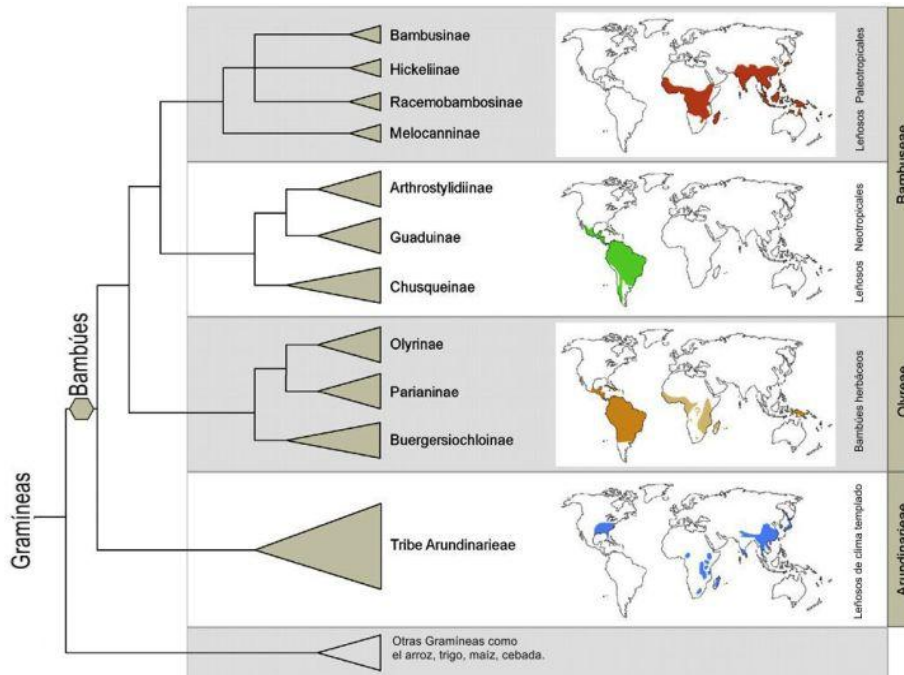 Bambusinae
Hickeliinae
Racemobambosinae
Melocanninae
Leñosos Paleotropicales
Arthrostylidiinae
Guaduinae
Chusqueinae
Leñosos Neotropicales
Bambuseae
Olyrinae
Parianinae
Buergersiochloinae
Bambúes herbáceos
Olyreae
Tribe Arundinarieae
Leñosos de clima templado
Arundinarieae
Otras Gramíneas como
el arroz, trigo, maíz, cebada.
Gramíneas
Bambúes